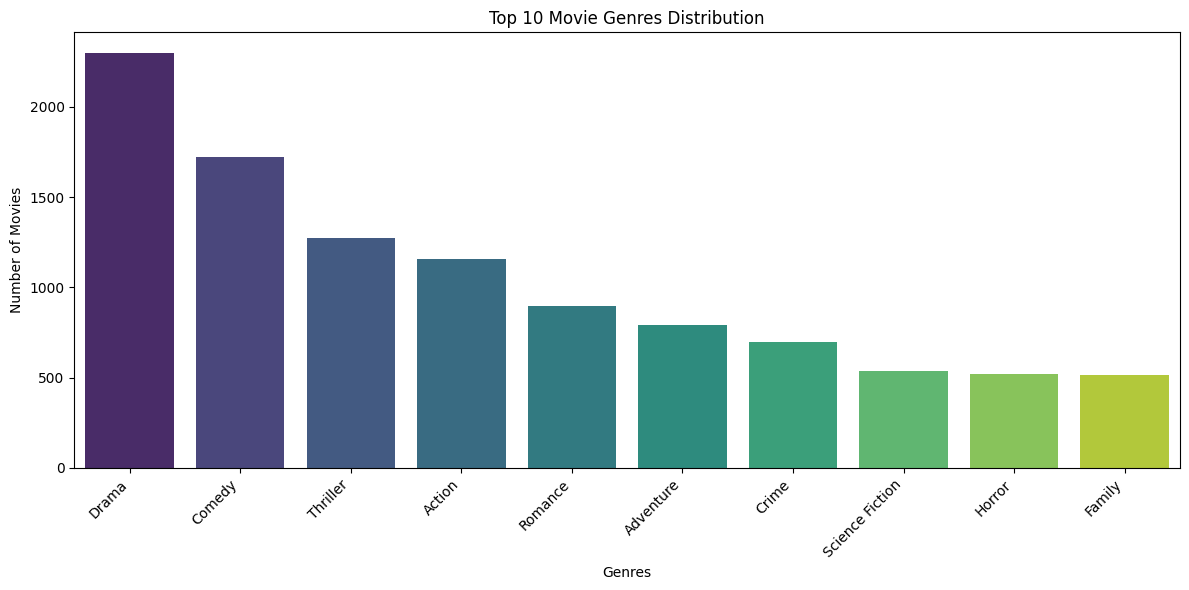 Top 10 Movie Genres Distribution
Number of Movies
2000
1500
1000
500
0
Drama
Comedy
Thriller
Action
Romance
Adventure
Crime
Science Fiction
Horror
Family
Genres